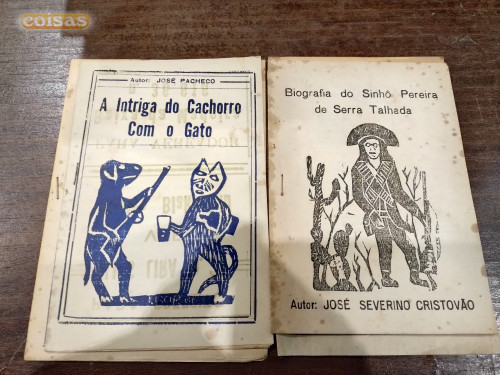 coisas
Autor: JOSÉ PACHECO
A Intriga do Cachorro
Com o Gato
Biografia do Sinhô Pereira
de Serra Talhada
Autor: JOSÉ SEVERINO CRISTOVÃO